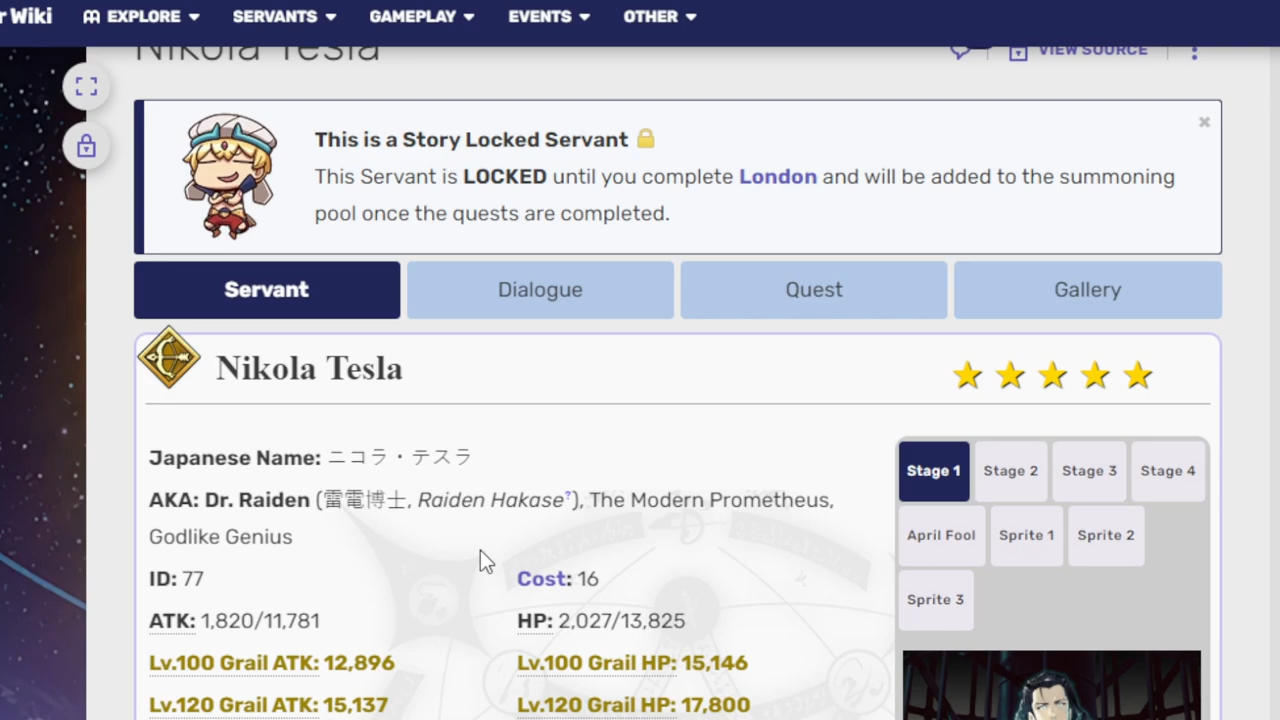 r Wiki EXPLORE SERVANTS GAMEPLAY EVENTS OTHER
Nikola Tesla VIEW SOURCE
This is a Story Locked Servant
This Servant is LOCKED until you complete London and will be added to the summoning
pool once the quests are completed.
Servant Dialogue Quest Gallery
Nikola Tesla
Japanese Name: ニコラ・テスラ
AKA: Dr. Raiden (雷電博士, Raiden Hakase?), The Modern Prometheus,
Godlike Genius
ID: 77 Cost: 16
ATK: 1,820/11,781 HP: 2,027/13,825
Lv.100 Grail ATK: 12,896 Lv.100 Grail HP: 15,146
Lv.120 Grail ATK: 15,137 Lv.120 Grail HP: 17,800
Stage 1 Stage 2 Stage 3 Stage 4
April Fool Sprite 1 Sprite 2
Sprite 3